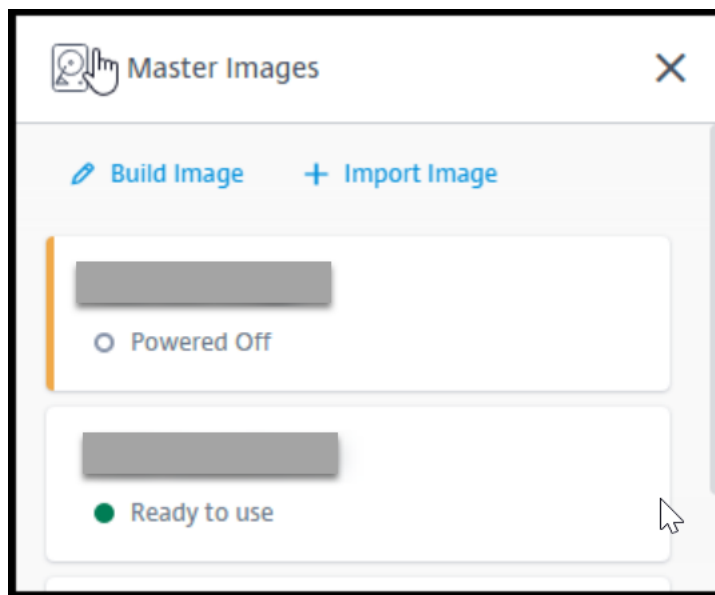 Master Images
Build Image
Import Image
Powered Off
Ready to use